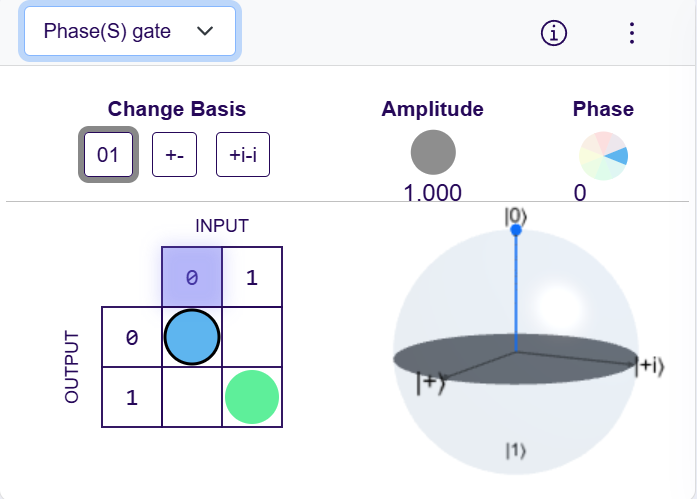 Phase(S) gate
Change Basis
Amplitude
Phase
01
+-
+i-i
1.000
0
INPUT
0
1
OUTPUT
0
1
|0⟩
|+⟩
|+i⟩
|1⟩